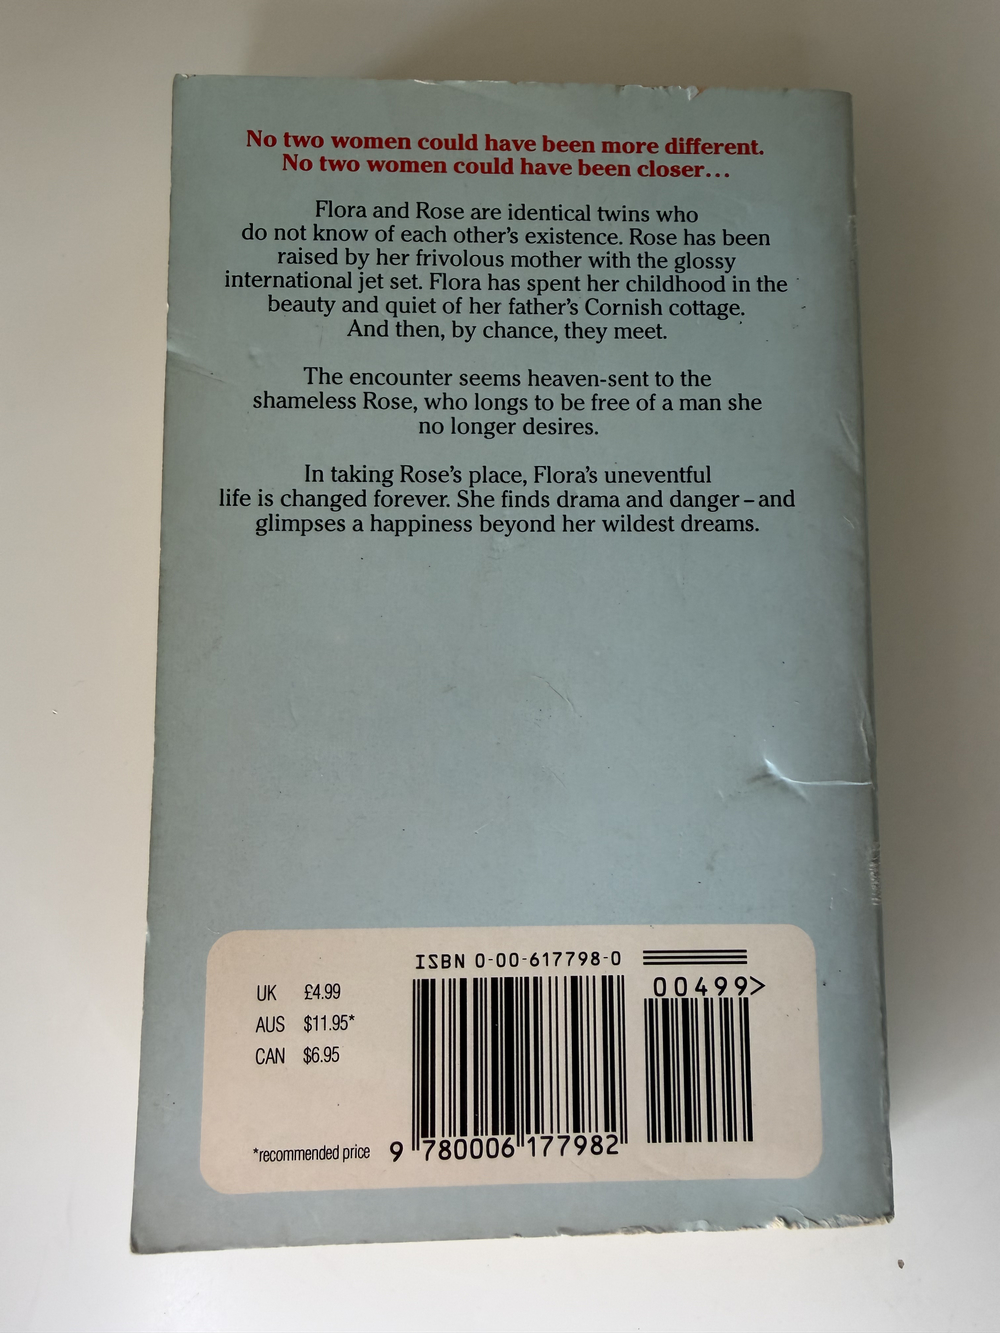 No two women could have been more different.
No two women could have been closer...
Flora and Rose are identical twins who
do not know of each other's existence. Rose has been
raised by her frivolous mother with the glossy
international jet set. Flora has spent her childhood in the
beauty and quiet of her father's Cornish cottage.
And then, by chance, they meet.
The encounter seems heaven-sent to the
shameless Rose, who longs to be free of a man she
no longer desires.
In taking Rose's place, Flora's uneventful
life is changed forever. She finds drama and danger – and
glimpses a happiness beyond her wildest dreams.
ISBN 0-00-617798-0
00499>
UK £4.99
AUS $11.95*
CAN $6.95
*recommended price
9 780006 177982